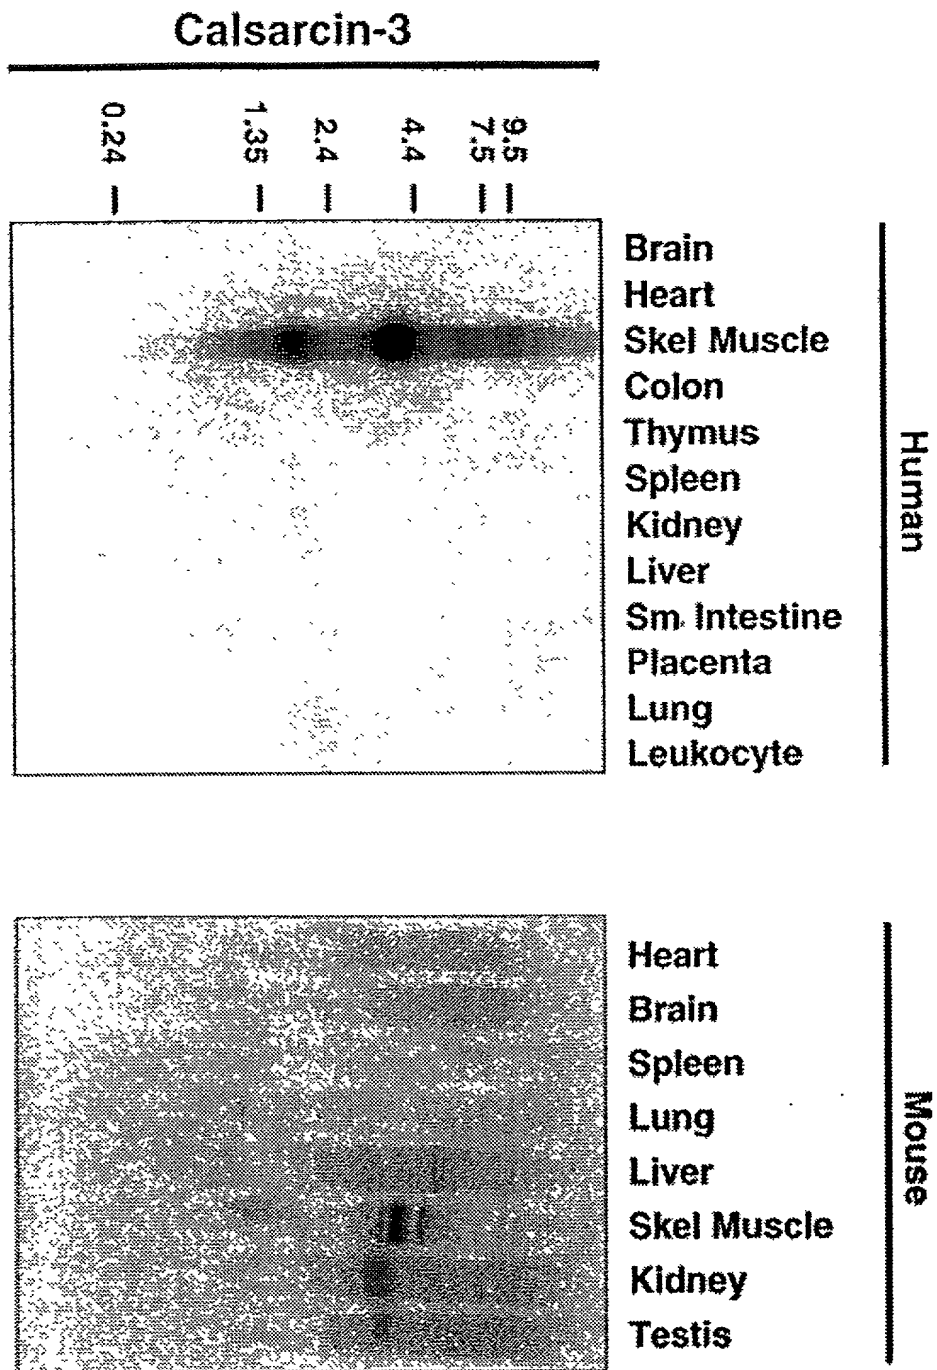 Calsarcin-3
0.24
1.35
2.4
4.4
7.5
9.5
Brain
Heart
Skel Muscle
Colon
Thymus
Spleen
Kidney
Liver
Sm. Intestine
Placenta
Lung
Leukocyte
Human
Heart
Brain
Spleen
Lung
Liver
Skel Muscle
Kidney
Testis
Mouse